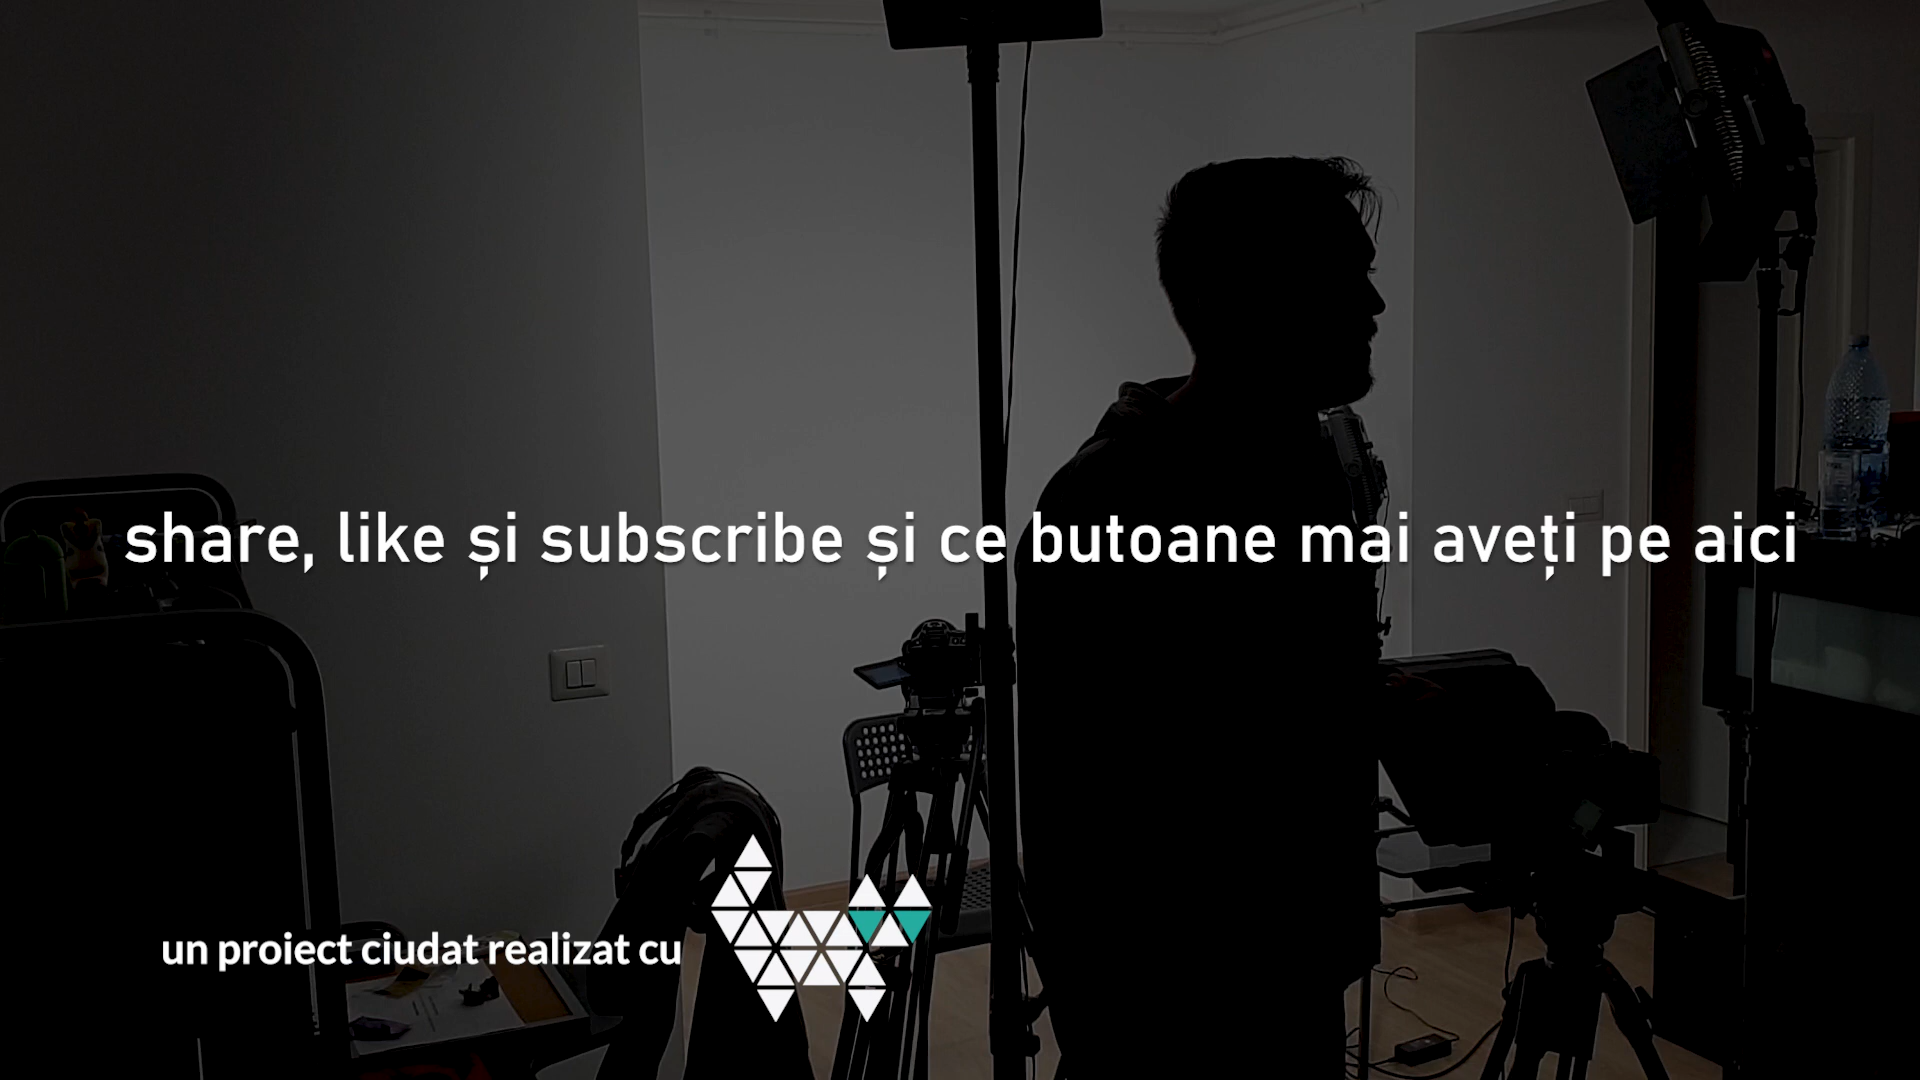 share, like și subscribe și ce butoane mai aveți pe aici
un proiect ciudat realizat cu